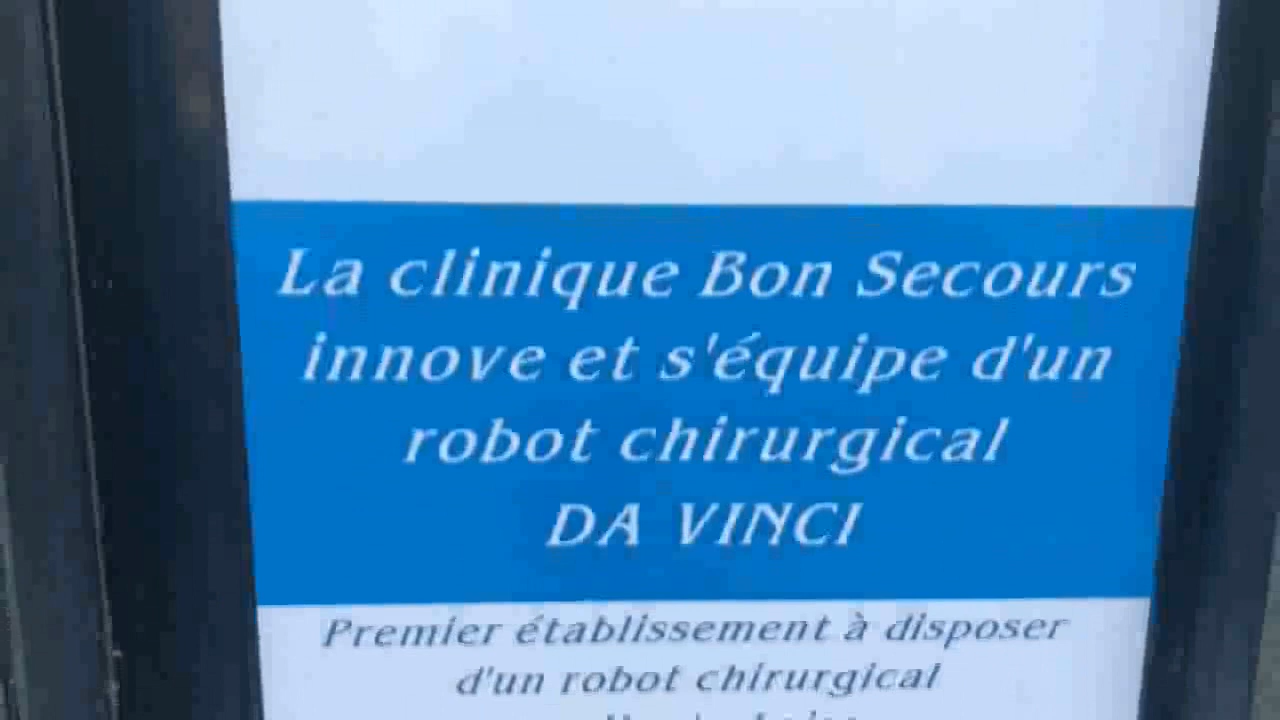 La clinique Bon Secours
innove et s'équipe d'un
robot chirurgical
DA VINCI
Premier établissement à disposer
d'un robot chirurgical